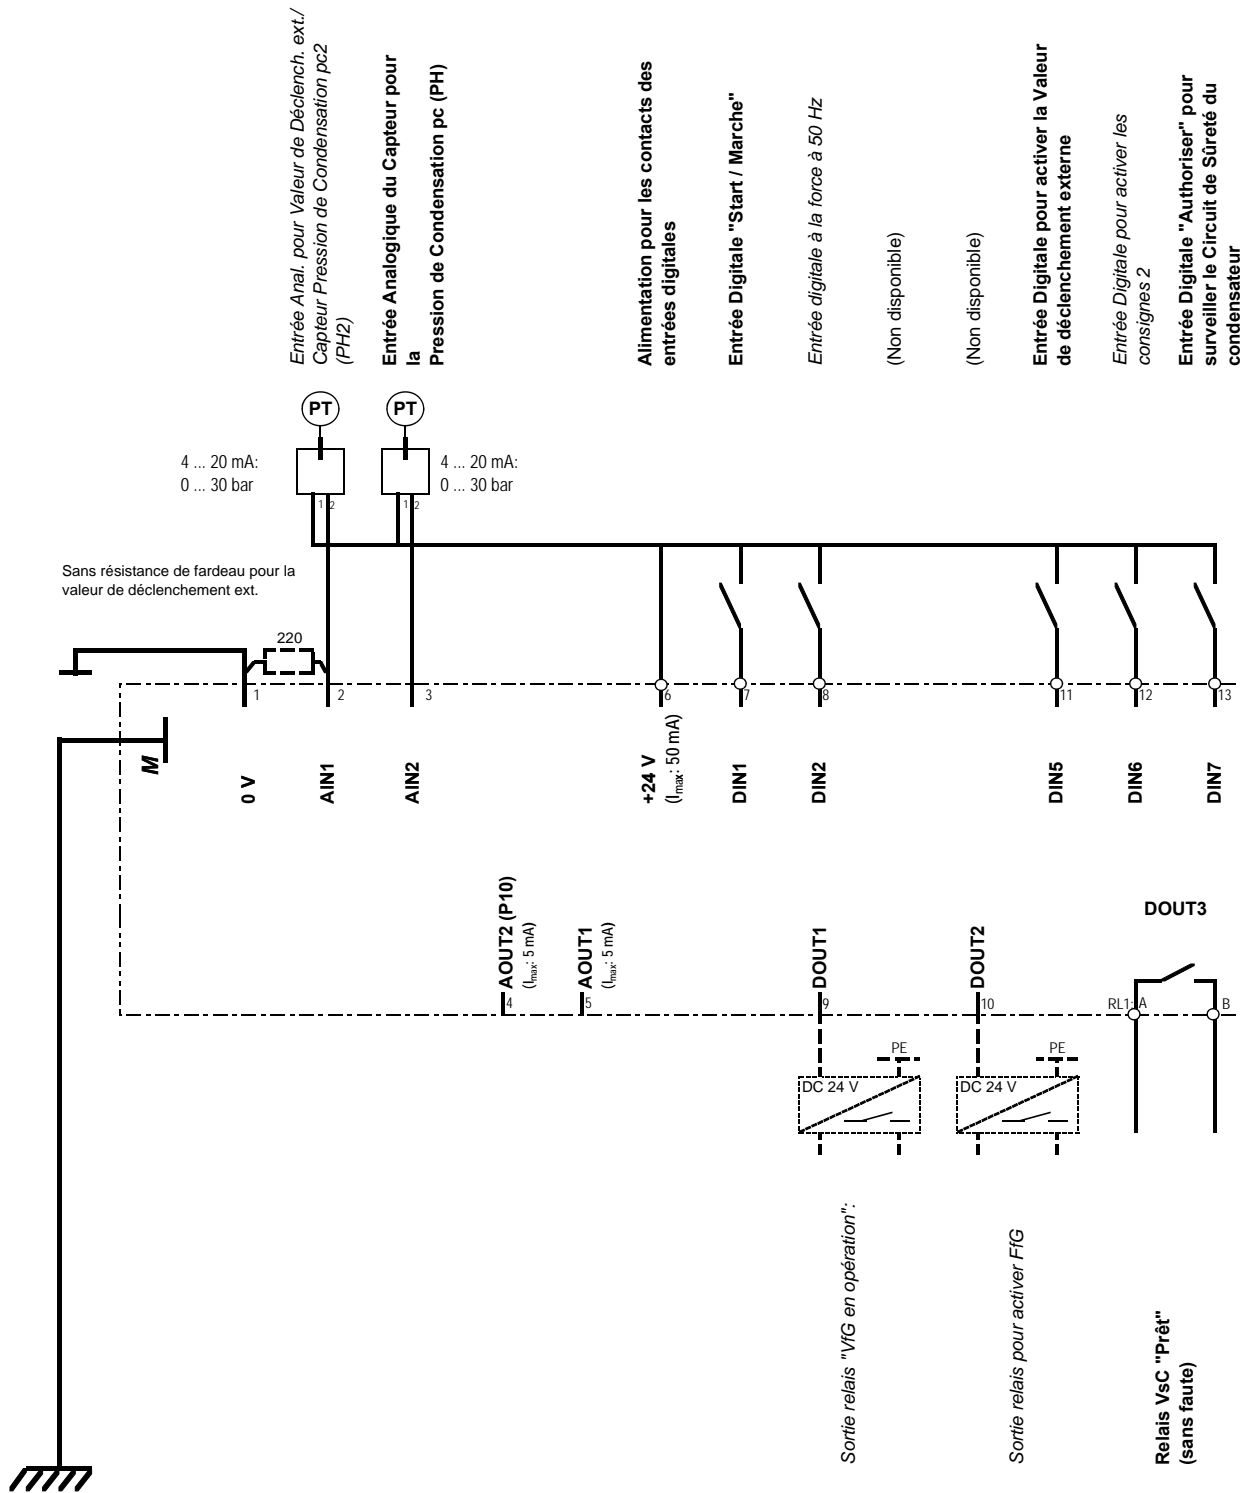 Entrée Anal. pour Valeur de Déclench. ext./
Capteur Pression de Condensation pc2
(PH2)
Entrée Analogique du Capteur pour
la
Pression de Condensation pc (PH)
Alimentation pour les contacts des
entrées digitales
Entrée Digitale "Start / Marche"
Entrée digitale à la force à 50 Hz
(Non disponible)
(Non disponible)
Entrée Digitale pour activer la Valeur
de déclenchement externe
Entrée Digitale pour activer les
consignes 2
Entrée Digitale "Authoriser" pour
surveiller le Circuit de Sûreté du
condensateur
PT
PT
4 ... 20 mA:
0 ... 30 bar
4 ... 20 mA:
0 ... 30 bar
1 2
1 2
Sans résistance de fardeau pour la
valeur de déclenchement ext.
220
1
2
3
6
7
8
11
12
13
M
0 V
AIN1
AIN2
+24 V
(Imax: 50 mA)
DIN1
DIN2
DIN5
DIN6
DIN7
AOUT2 (P10)
(Imax: 5 mA)
AOUT1
(Imax: 5 mA)
DOUT1
DOUT2
DOUT3
4
5
9
10
RL1: A
B
PE
PE
DC 24 V
DC 24 V
Sortie relais "VfG en opération":
Sortie relais pour activer FfG
Relais VsC "Prêt"
(sans faute)